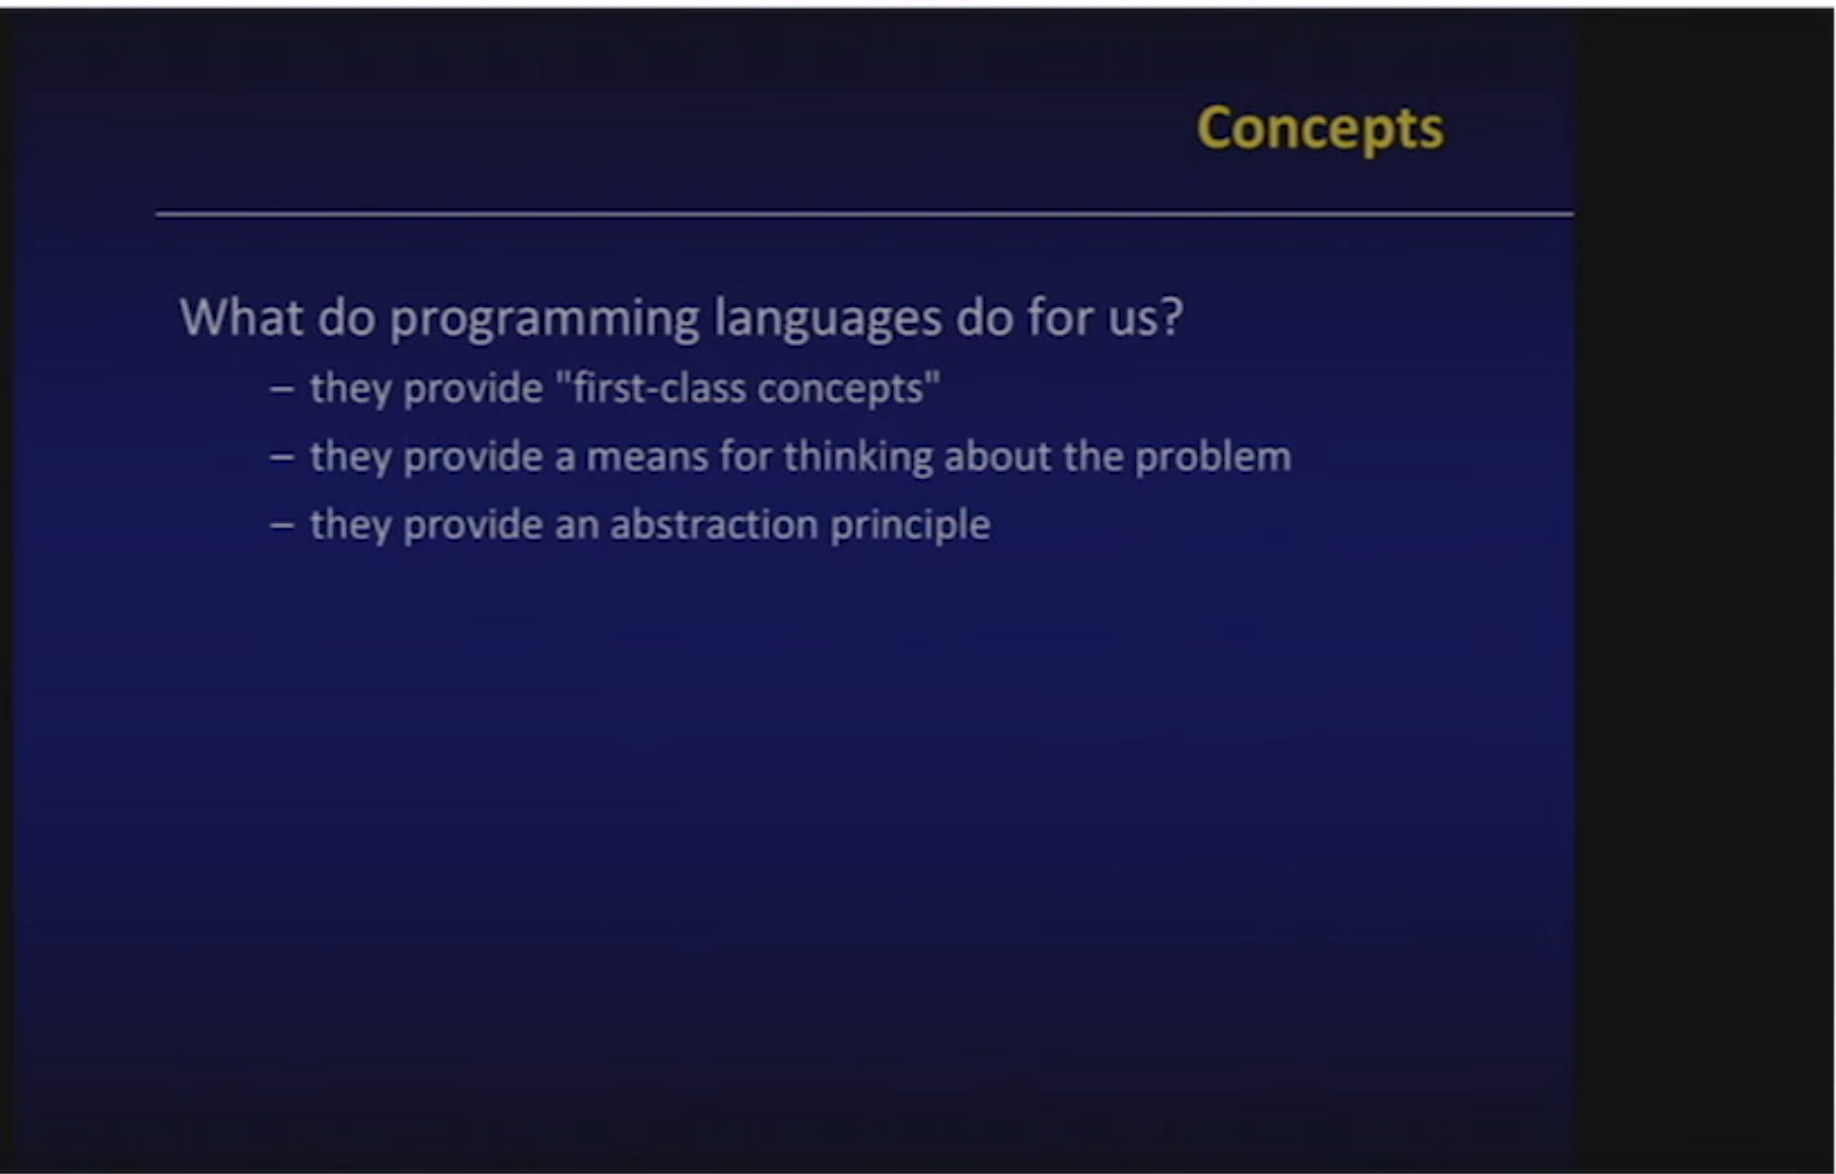 Concepts
What do programming languages do for us?
– they provide "first-class concepts"
– they provide a means for thinking about the problem
– they provide an abstraction principle